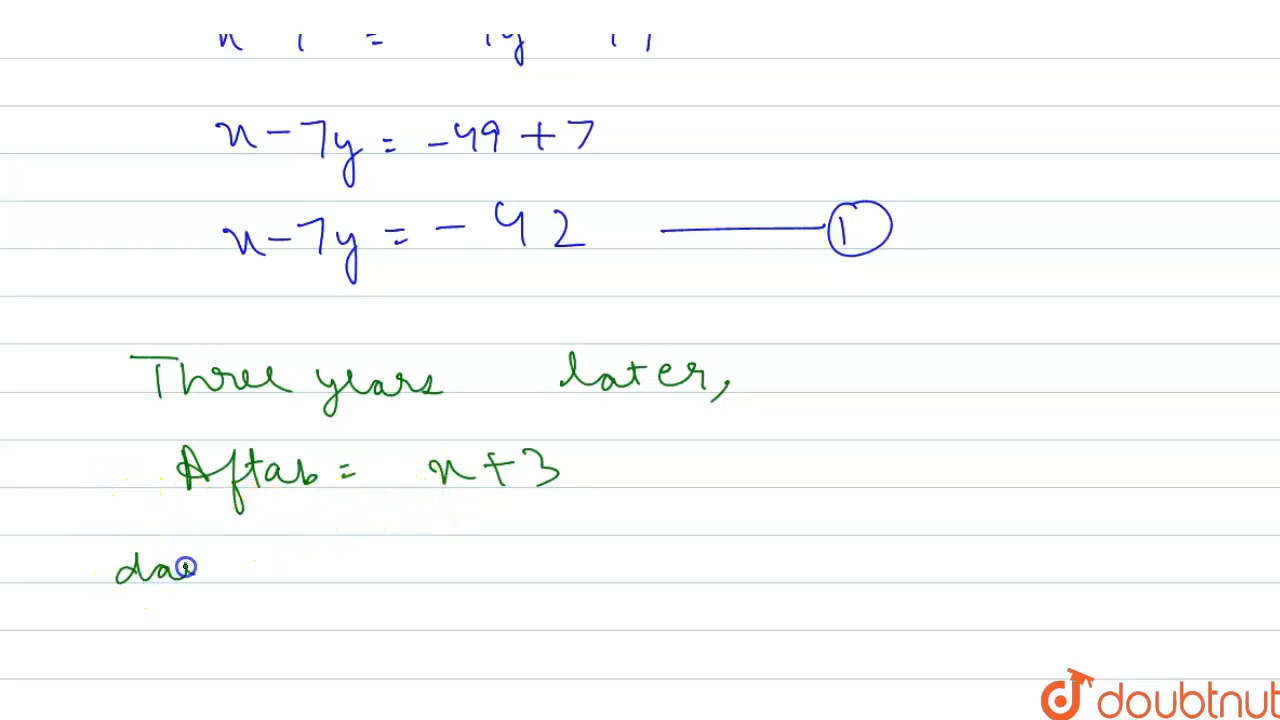 x - 7y = -49 + 7
x - 7y = -42 ——— ①
Three years later,
Aftab = x + 3
doubtnut